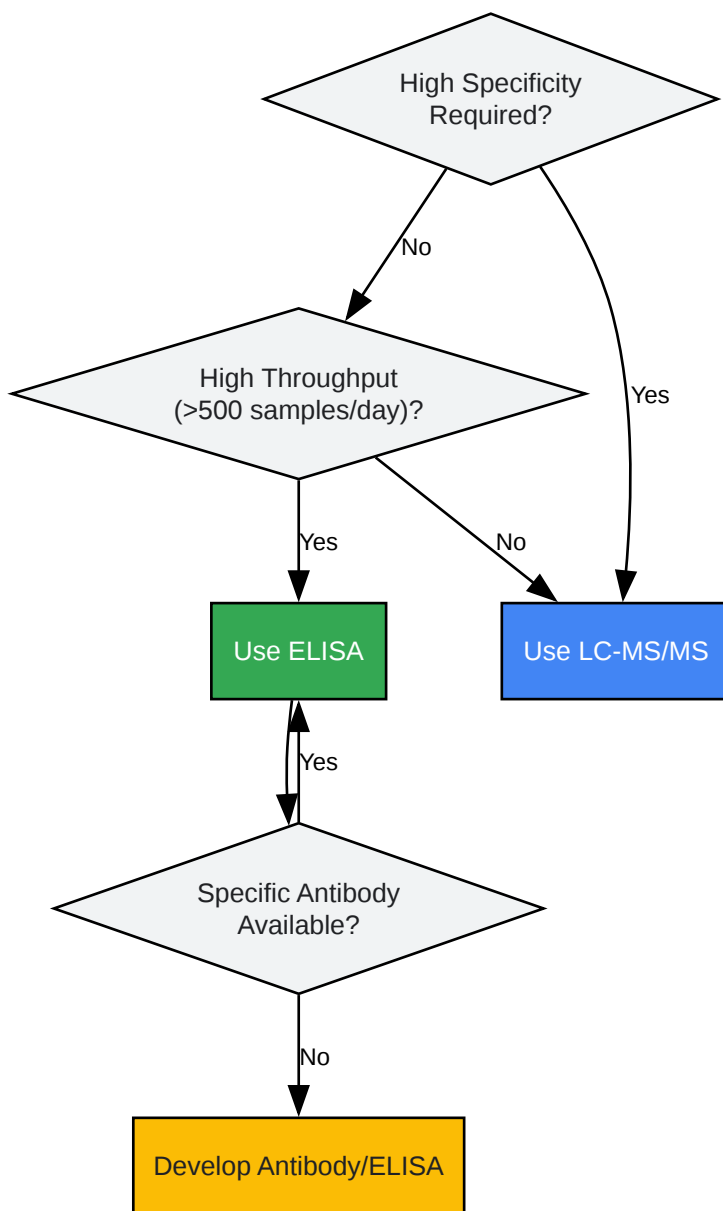 High Specificity
Required?
No
High Throughput
(>500 samples/day)?
Yes
Yes
No
Use ELISA
Use LC-MS/MS
Yes
Specific Antibody
Available?
No
Develop Antibody/ELISA